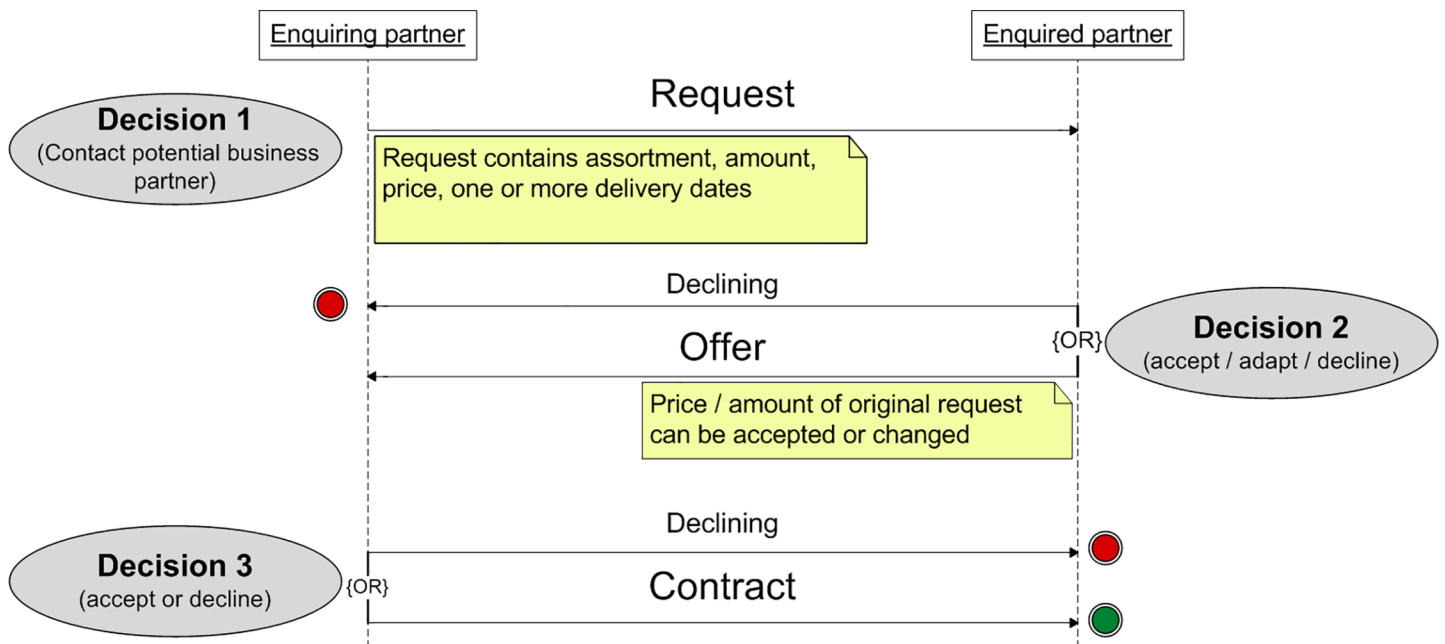 Enquiring partner
Enquired partner
Request
Decision 1
(Contact potential business
partner)
Request contains assortment, amount,
price, one or more delivery dates
Declining
Decision 2
(accept / adapt / decline)
{OR}
Offer
Price / amount of original request
can be accepted or changed
Declining
Decision 3
(accept or decline)
{OR}
Contract